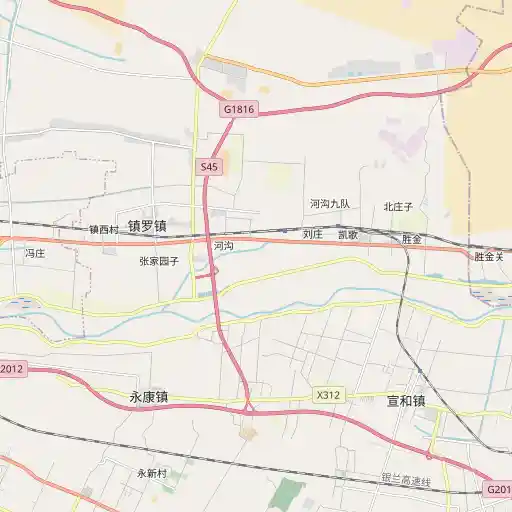 G1816
S45
河沟九队
北庄子
镇罗镇
镇西村
刘庄
凯歌
胜金
河沟
冯庄
张家园子
胜金关
2012
永康镇
X312
宣和镇
永新村
银兰高速线
G201